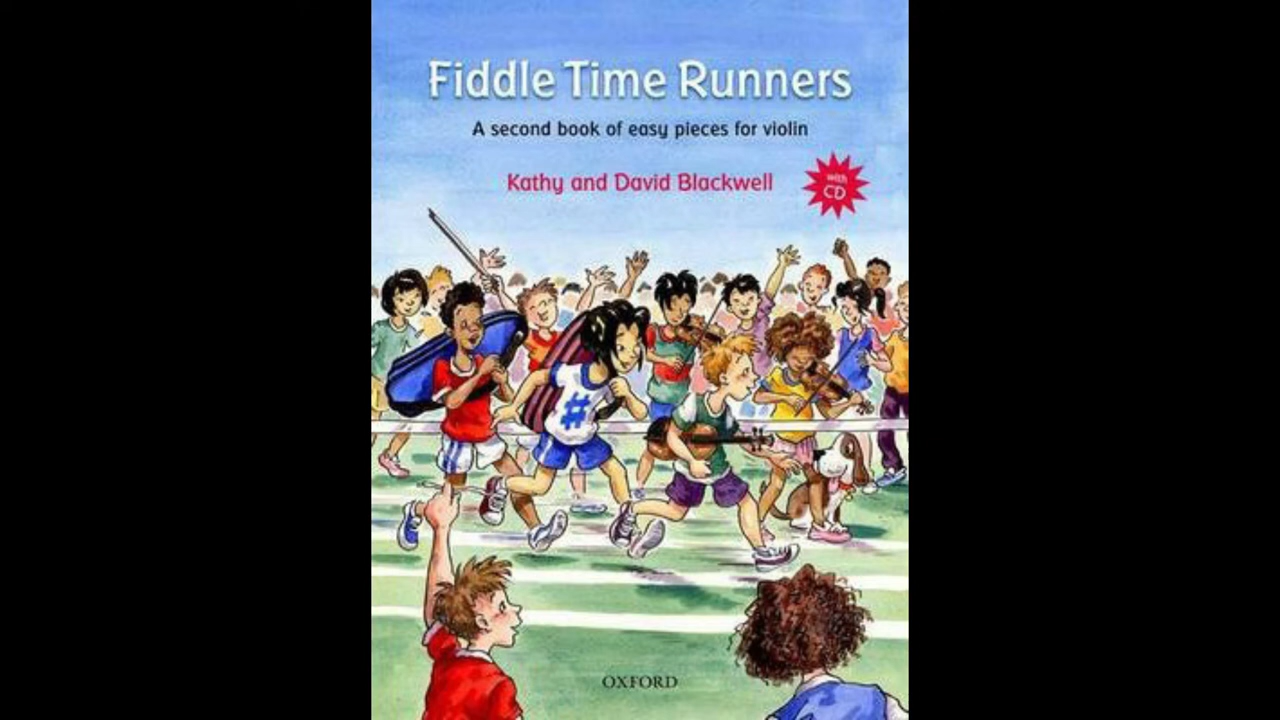 Fiddle Time Runners
A second book of easy pieces for violin
Kathy and David Blackwell
with
CD
#
OXFORD